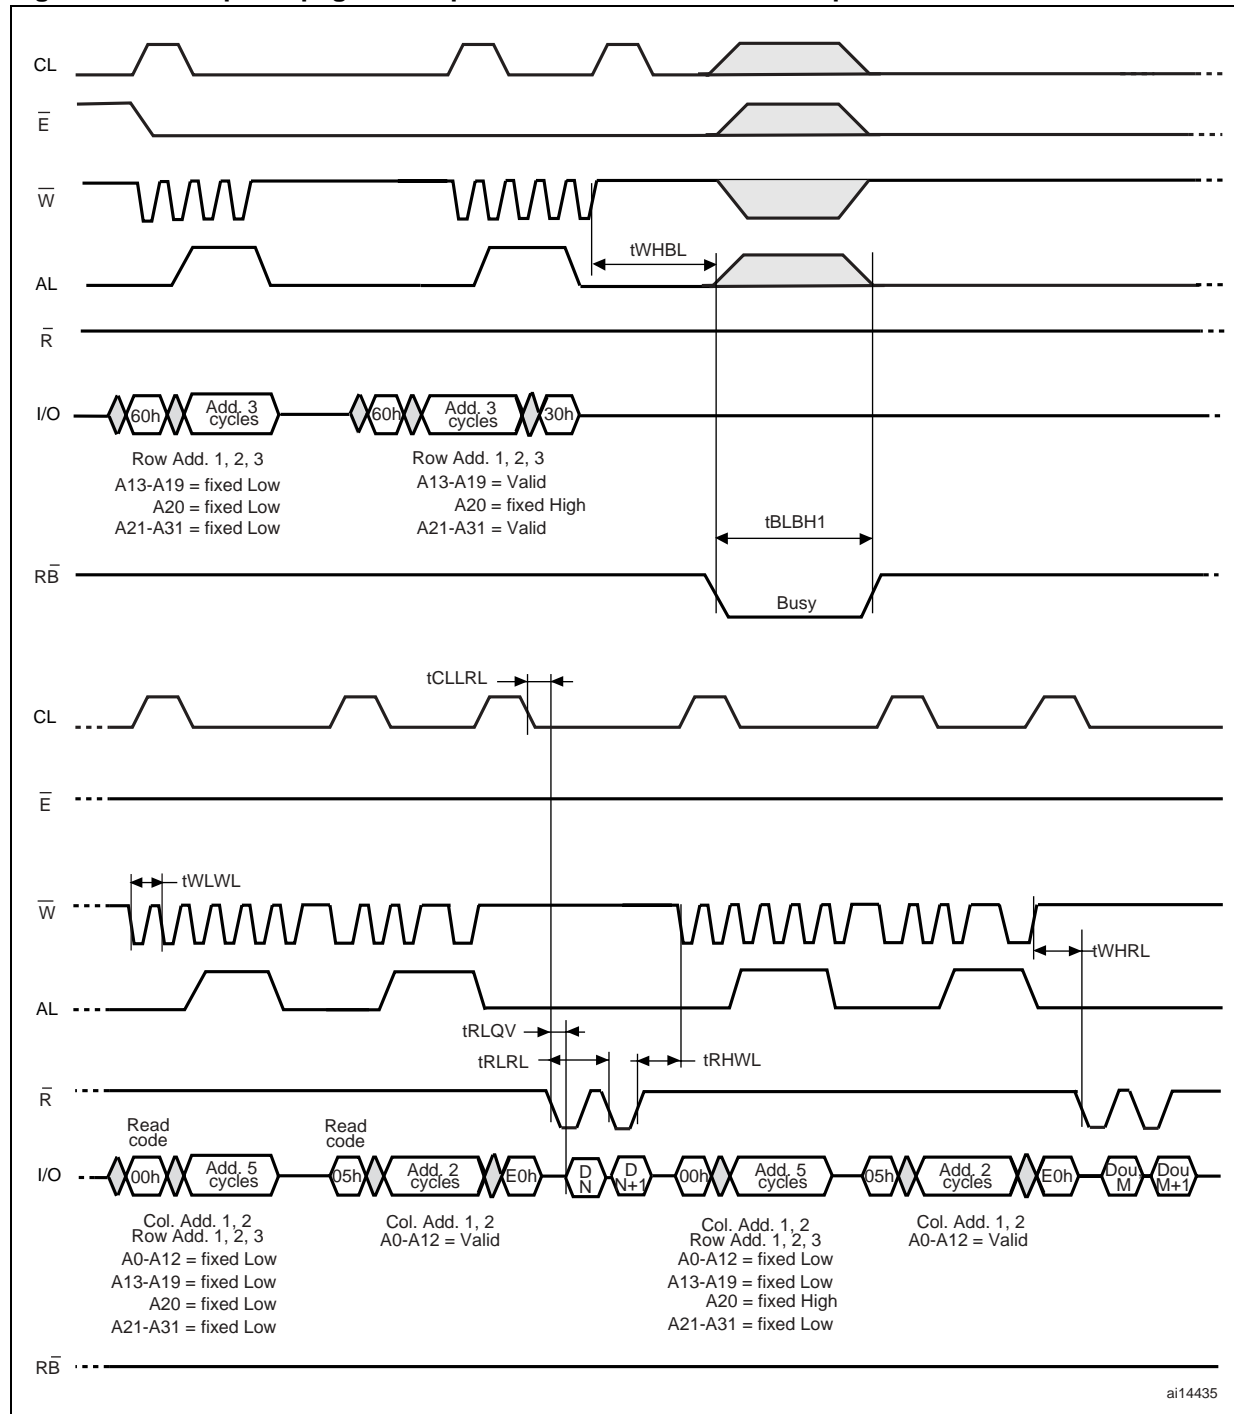 CL
E
W
tWHBL
AL
R
I/O
60h
Add. 3
cycles
60h
Add. 3
cycles
30h
Row Add. 1, 2, 3
A13-A19 = fixed Low
A20 = fixed Low
A21-A31 = fixed Low
Row Add. 1, 2, 3
A13-A19 = Valid
A20 = fixed High
A21-A31 = Valid
tBLBH1
RB
Busy
tCLLRL
CL
E
tWLWL
W
tWHRL
AL
tRLQV
tRLRL
tRHWL
R
Read
code
Read
code
I/O
00h
Add. 5
cycles
05h
Add. 2
cycles
E0h
D
N
D
N+1
00h
Add. 5
cycles
05h
Add. 2
cycles
E0h
Dou
M
Dou
M+1
Col. Add. 1, 2
Row Add. 1, 2, 3
A0-A12 = fixed Low
A13-A19 = fixed Low
A20 = fixed Low
A21-A31 = fixed Low
Col. Add. 1, 2
A0-A12 = Valid
Col. Add. 1, 2
Row Add. 1, 2, 3
A0-A12 = fixed Low
A13-A19 = fixed Low
A20 = fixed High
A21-A31 = fixed Low
Col. Add. 1, 2
A0-A12 = Valid
RB
ai14435